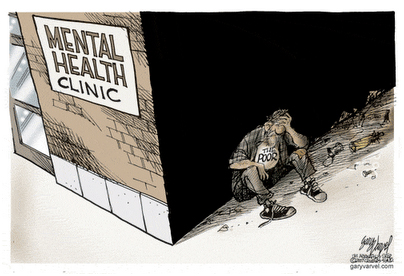 MENTAL
HEALTH
CLINIC
THE
POOR
garyvarvel.com